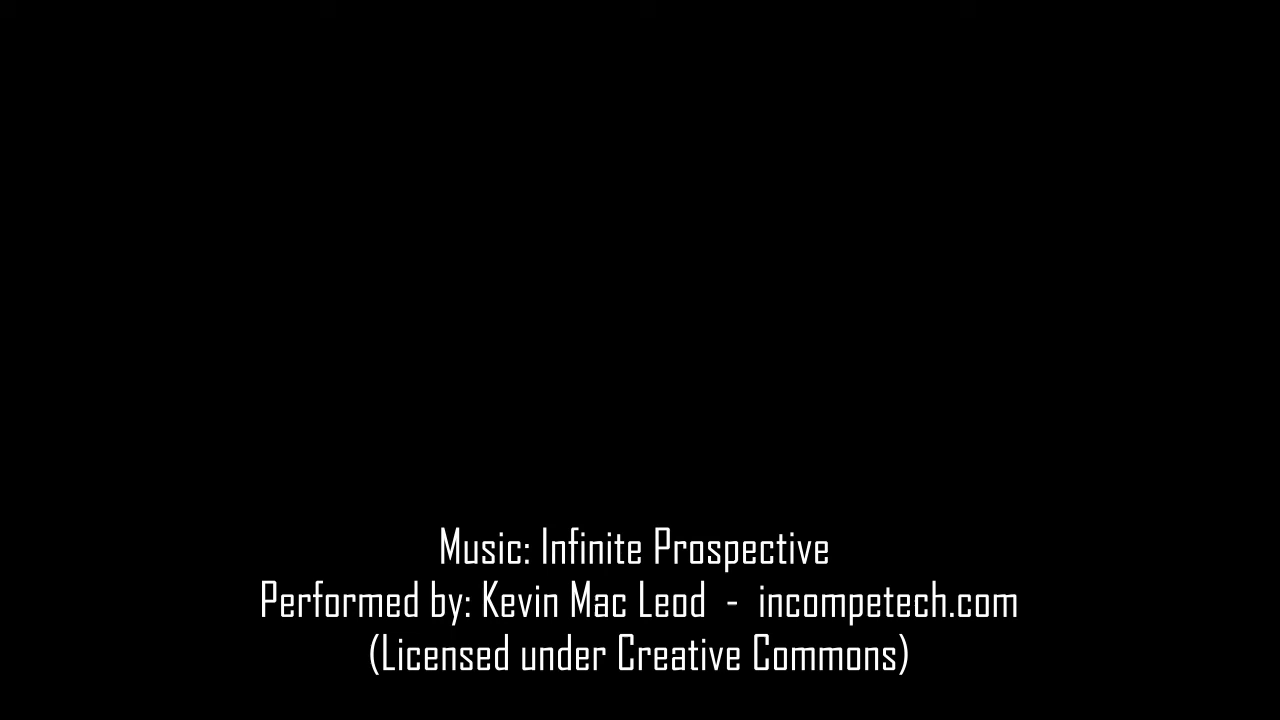 Music: Infinite Prospective
Performed by: Kevin Mac Leod - incompetech.com
(Licensed under Creative Commons)